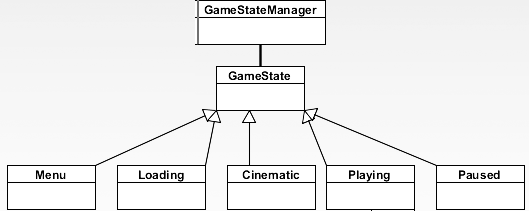 GameStateManager
GameState
Menu
Loading
Cinematic
Playing
Paused